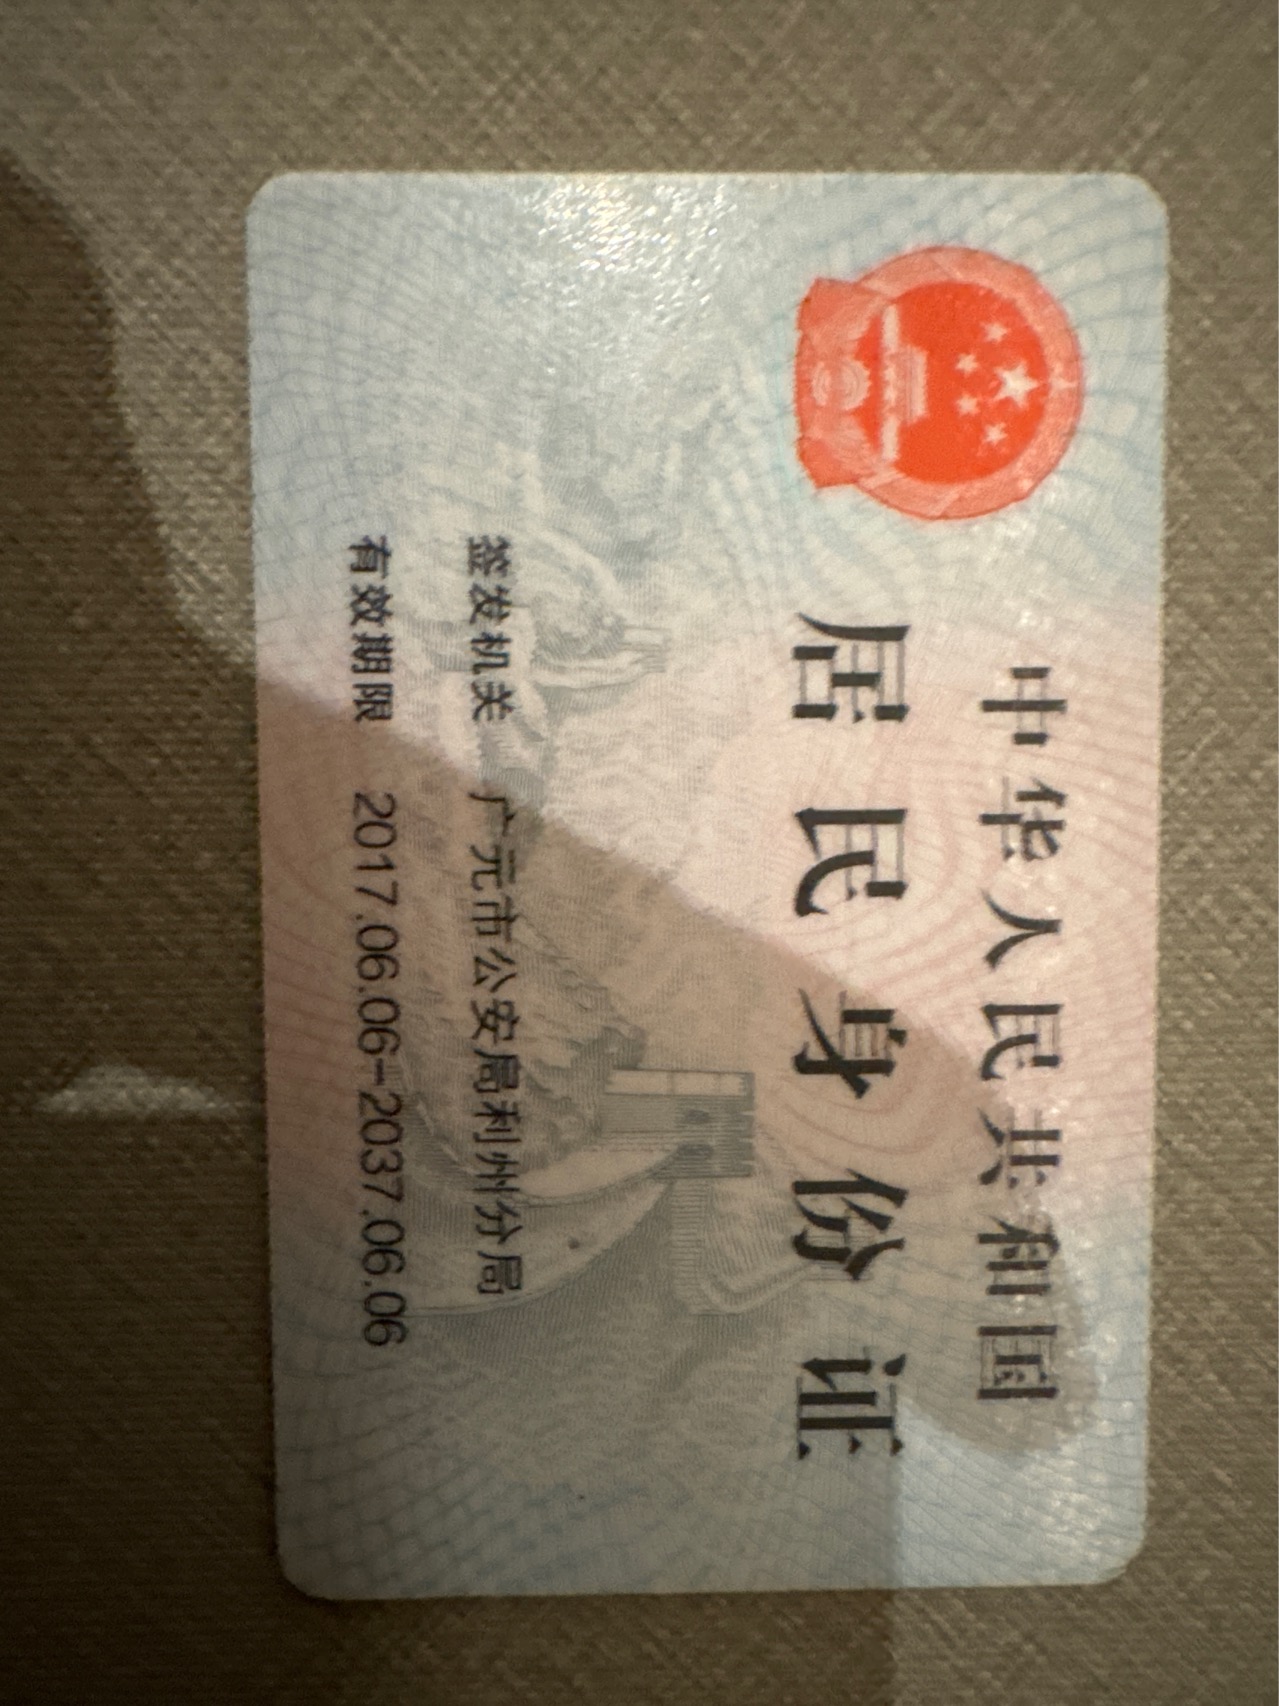 中华人民共和国
居民身份证
签发机关 广元市公安局利州分局
有效期限 2017.06.06-2037.06.06